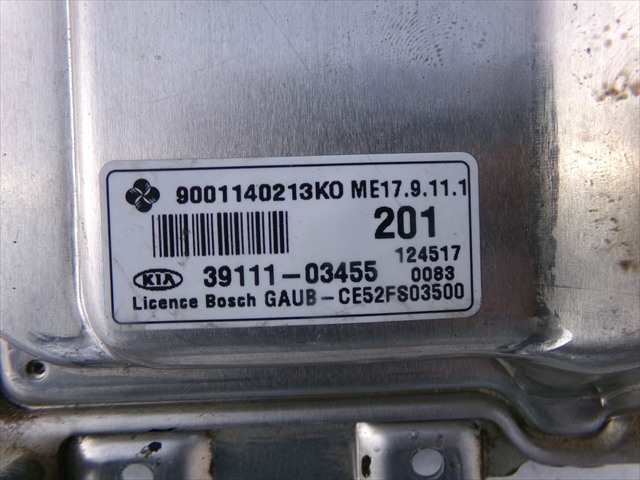 9001140213KO ME17.9.11.1
201
124517
KIA 39111-03455 0083
Licence Bosch GAUB-CE52FS03500